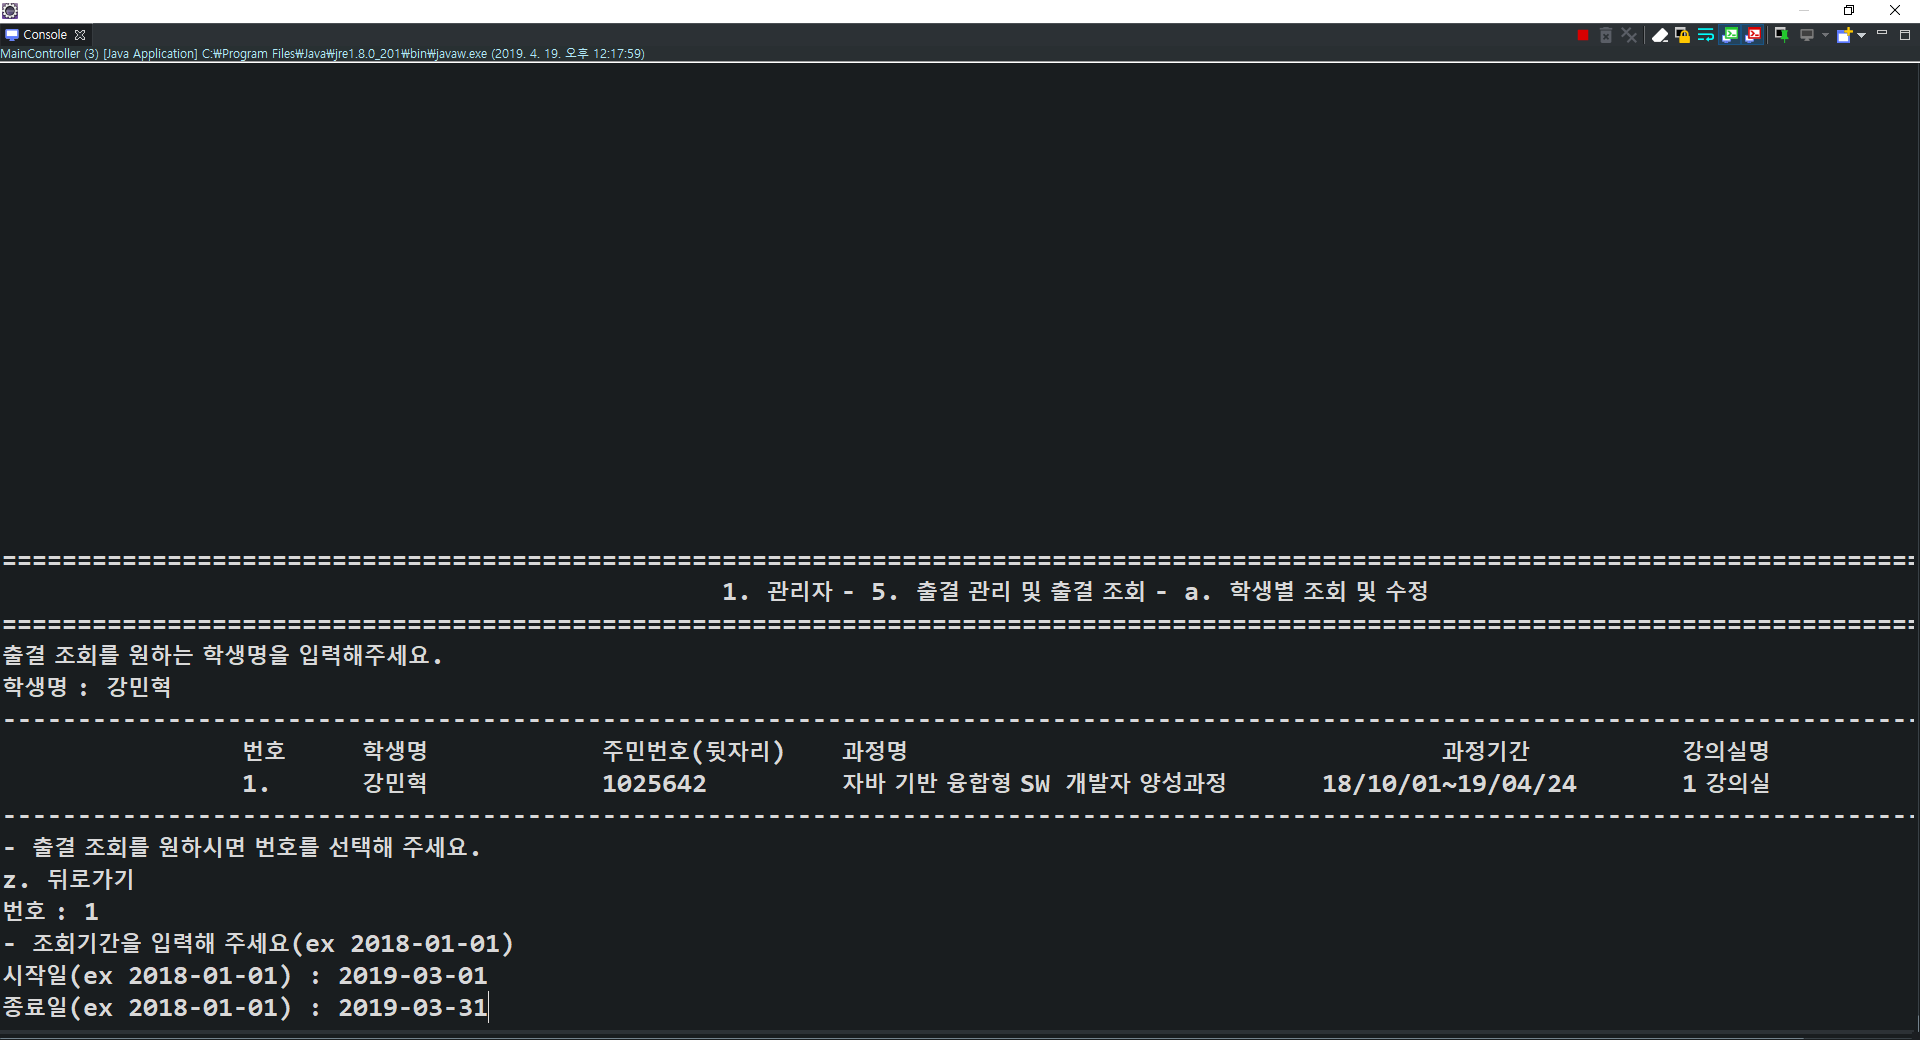 Console
MainController (3) [Java Application] C:₩Program Files₩Java₩jre1.8.0_201₩bin₩javaw.exe (2019. 4. 19. 오후 12:17:59)
================================================================================================================================
1. 관리자 - 5. 출결 관리 및 출결 조회 - a. 학생별 조회 및 수정
================================================================================================================================
출결 조회를 원하는 학생명을 입력해주세요.
학생명 : 강민혁
--------------------------------------------------------------------------------------------------------------------------------
번호 학생명 주민번호(뒷자리) 과정명 과정기간 강의실명
1. 강민혁 1025642 자바 기반 융합형 SW 개발자 양성과정 18/10/01~19/04/24 1 강의실
--------------------------------------------------------------------------------------------------------------------------------
- 출결 조회를 원하시면 번호를 선택해 주세요.
z. 뒤로가기
번호 : 1
- 조회기간을 입력해 주세요(ex 2018-01-01)
시작일(ex 2018-01-01) : 2019-03-01
종료일(ex 2018-01-01) : 2019-03-31